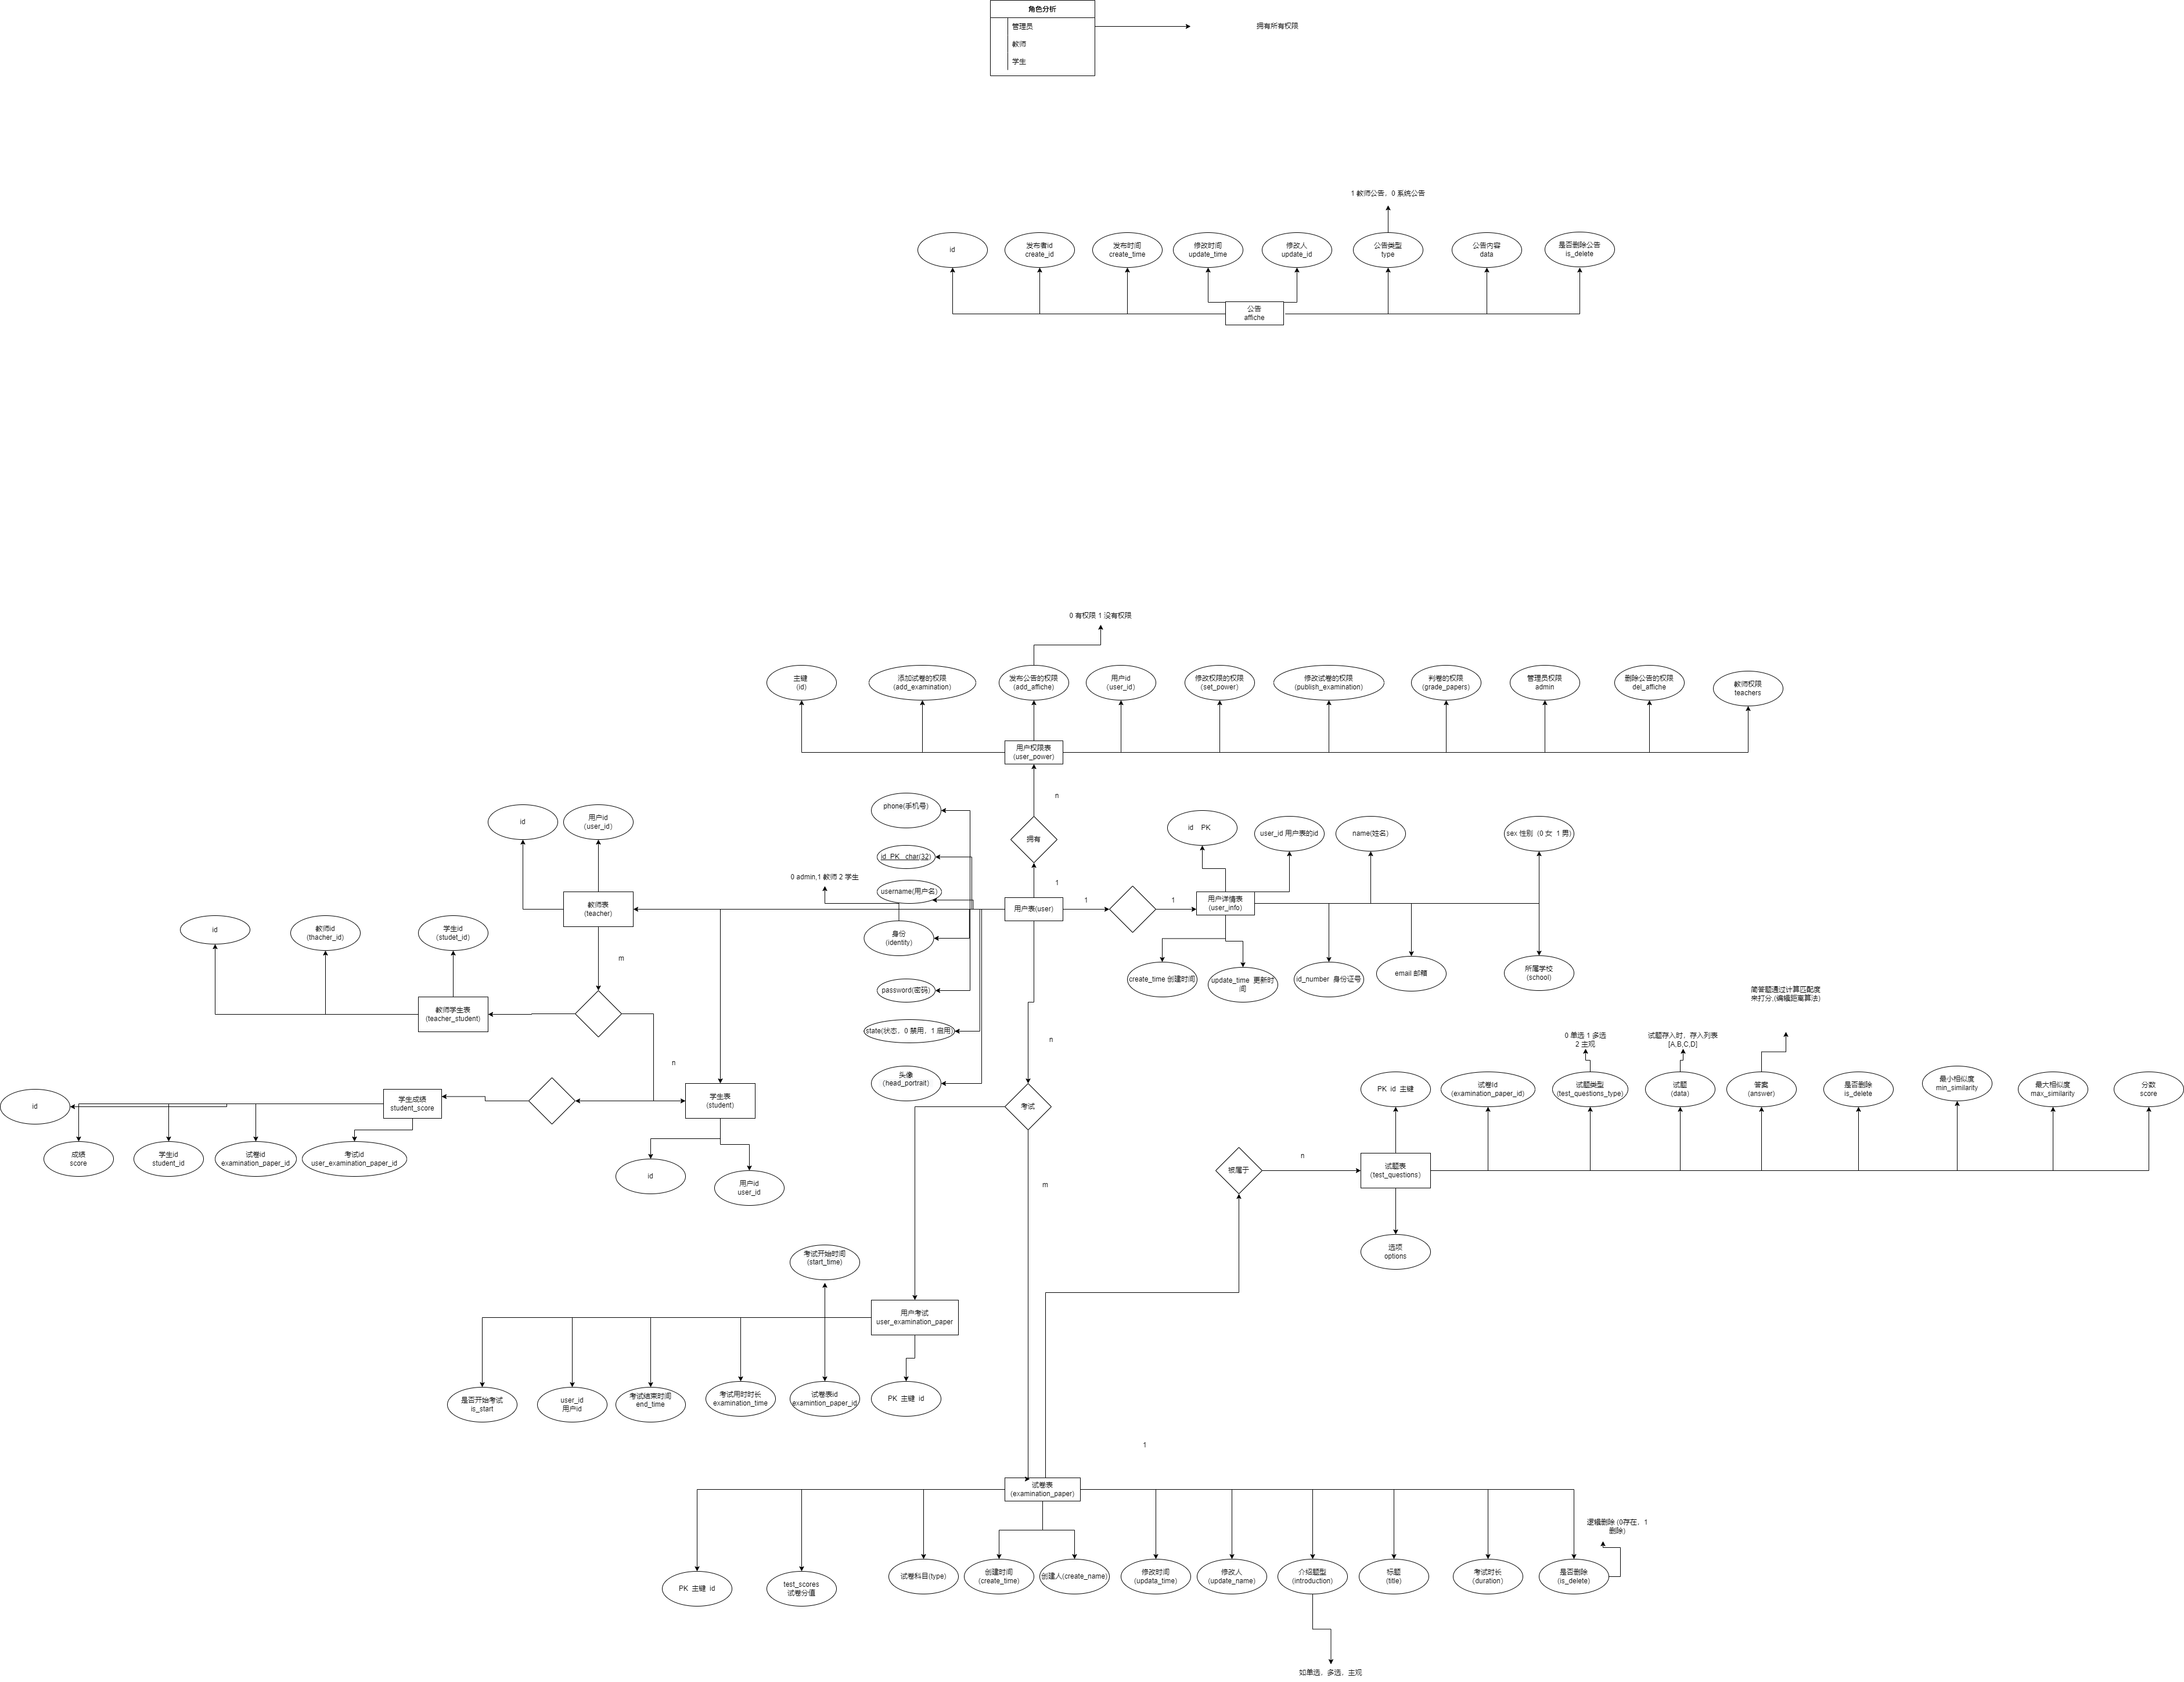 角色分析
管理员
教师
学生
拥有所有权限
1 教师公告、0 系统公告
id
发布者id
create_id
发布时间
create_time
修改时间
update_time
修改人
update_id
公告类型
type
公告内容
data
是否删除公告
is_delete
公告
affiche
0 有权限 1 没有权限
主键
(id)
添加试卷的权限
(add_examination)
发布公告的权限
(add_affiche)
用户id
(user_id)
修改权限的权限
(set_power)
修改试卷的权限
(publish_examination)
判卷的权限
(grade_papers)
管理员权限
admin
删除公告的权限
del_affiche
教师权限
teachers
用户权限表
(user_power)
n
拥有
1
phone(手机号)
id PK char(32)
username(用户名)
0 admin,1 教师 2 学生
身份
(identity)
password(密码)
state(状态、0 禁用、1 启用)
头像
(head_portrait)
用户表(user)
1
1
id PK
user_id 用户表的id
name(姓名)
sex 性别（0 女 1 男)
用户详情表
(user_info)
create_time 创建时间
update_time 更新时
间
id_number 身份证号
email 邮箱
所属学校
(school)
id
用户id
（user_id）
教师表
(teacher)
m
id
教师id
(thacher_id)
学生id
(studet_id)
教师学生表
(teacher_student)
n
学生表
(student)
id
用户id
user_id
学生成绩
student_score
id
成绩
score
学生id
student_id
试卷id
examination_paper_id
考试id
user_examination_paper_id
n
考试
m
简答题通过计算匹配度
来打分,(编辑距离算法)
0 单选 1 多选
2 主观
试题存入时，存入列表
[A,B,C,D]
PK id 主键
试卷Id
(examination_paper_id)
试题类型
(test_questions_type)
试题
(data)
答案
(answer)
是否删除
is_delete
最小相似度
min_similarity
最大相似度
max_similarity
分数
score
被属于
n
试题表
(test_questions）
选项
options
考试开始时间
(start_time)
用户考试
user_examination_paper
是否开始考试
is_start
user_id
用户id
考试结束时间
end_time
考试用时时长
examination_time
试卷表id
examintion_paper_id
PK 主键 id
1
试卷表
(examination_paper)
逻辑删除 (0存在、1
删除)
PK 主键 id
test_scores
试卷分值
试卷科目(type)
创建时间
(create_time)
创建人(create_name)
修改时间
(updata_time)
修改人
(update_name)
介绍题型
(introduction)
标题
(title)
考试时长
(duration)
是否删除
(is_delete)
如单选、多选、主观